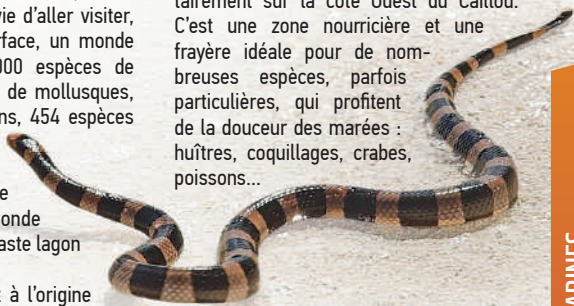 vie d'aller visiter,
face, un monde
000 espèces de
de mollusques,
ns, 454 espèces
e
onde
aste lagon
à l'origine
lairement sur la côte Ouest du Caillou.
C'est une zone nourricière et une
frayère idéale pour de nom-
breuses espèces, parfois
particulières, qui profitent
de la douceur des marées :
huîtres, coquillages, crabes,
poissons...
ARINES